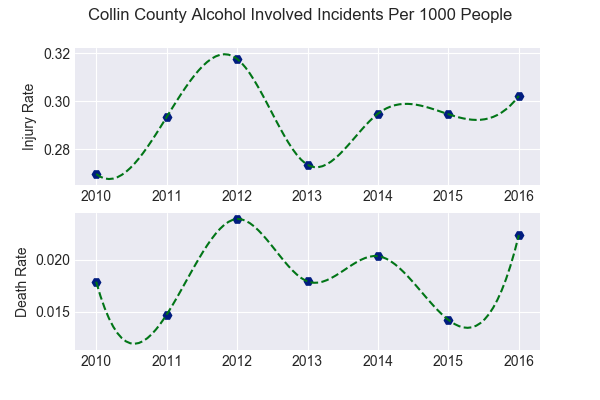 Collin County Alcohol Involved Incidents Per 1000 People
0.32
0.30
0.28
Injury Rate
2010 2011 2012 2013 2014 2015 2016
0.020
0.015
Death Rate
2010 2011 2012 2013 2014 2015 2016